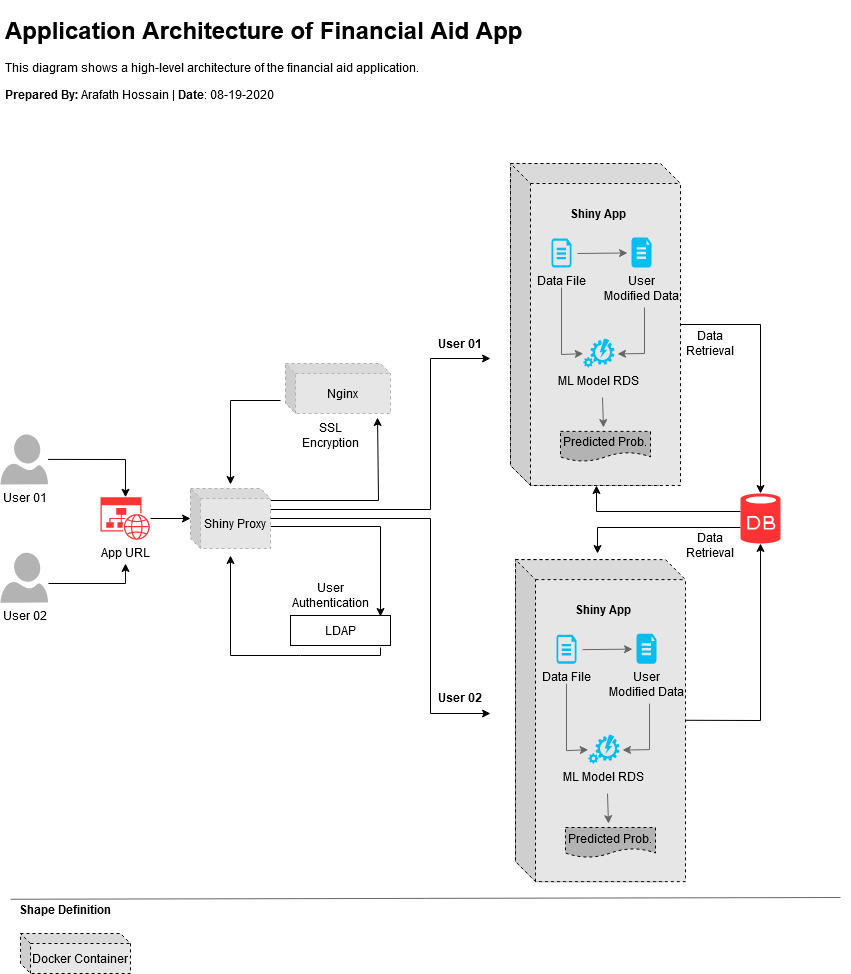 Application Architecture of Financial Aid App
This diagram shows a high-level architecture of the financial aid application.
Prepared By: Arafath Hossain | Date: 08-19-2020
Shiny App
Data File
User
Modified Data
ML Model RDS
Predicted Prob.
User 01
Data
Retrieval
Nginx
SSL
Encryption
User 01
Shiny Proxy
App URL
DB
Data
Retrieval
User 02
User
Authentication
LDAP
User 02
Shiny App
Data File
User
Modified Data
ML Model RDS
Predicted Prob.
Shape Definition
Docker Container